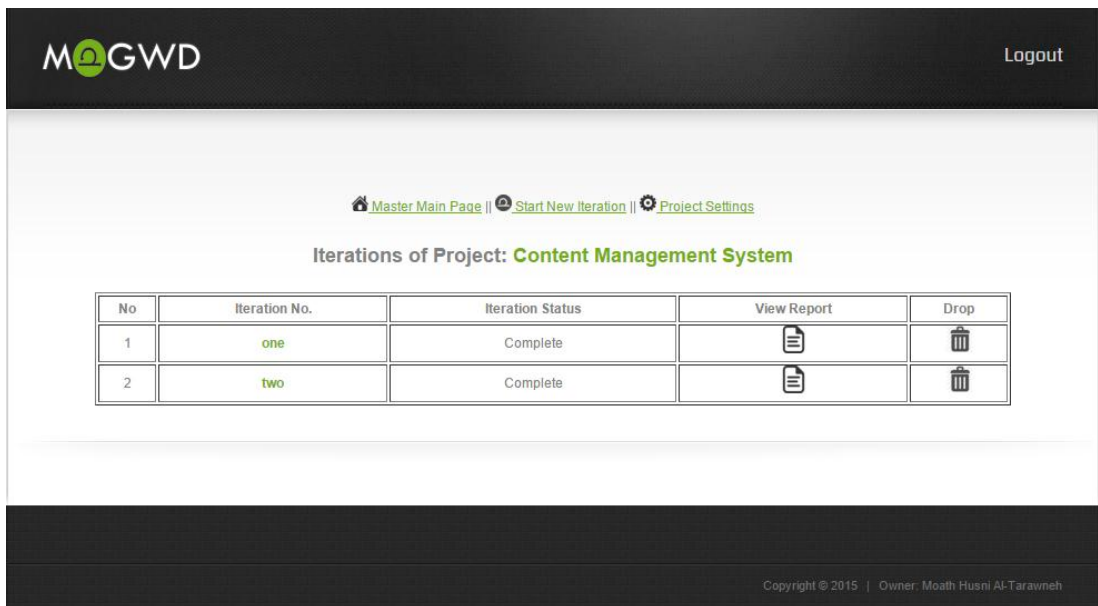 MΩGWD
Logout
Master Main Page || Start New Iteration || Project Settings
Iterations of Project: Content Management System
No Iteration No. Iteration Status View Report Drop
1 one Complete
2 two Complete
Copyright © 2015 | Owner: Moath Husni Al-Tarawneh